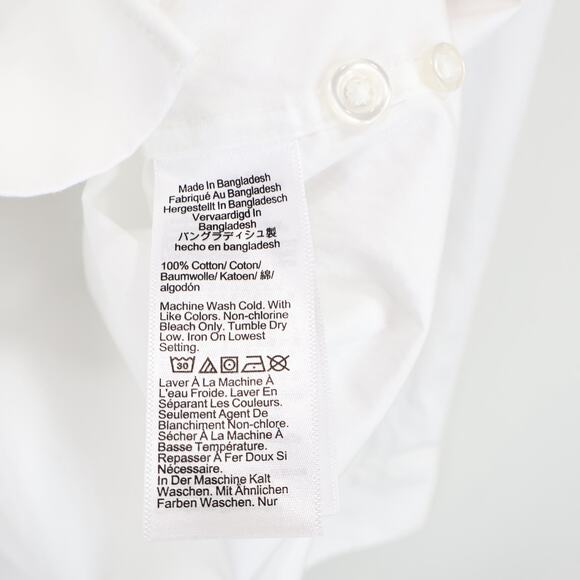 Made In Bangladesh
Fabriqué Au Bangladesh
Hergestellt In Bangladesch
Vervaardigd In
Bangladesh
バングラディシュ製
hecho en bangladesh
100% Cotton/ Coton/
Baumwolle/ Katoen/ 綿/
algodón
Machine Wash Cold. With
Like Colors. Non-chlorine
Bleach Only. Tumble Dry
Low. Iron On Lowest
Setting.
30
Laver À La Machine À
L'eau Froide. Laver En
Séparant Les Couleurs.
Seulement Agent De
Blanchiment Non-chlore.
Sécher À La Machine À
Basse Température.
Repasser À Fer Doux Si
Nécessaire.
In Der Maschine Kalt
Waschen. Mit Ähnlichen
Farben Waschen. Nur